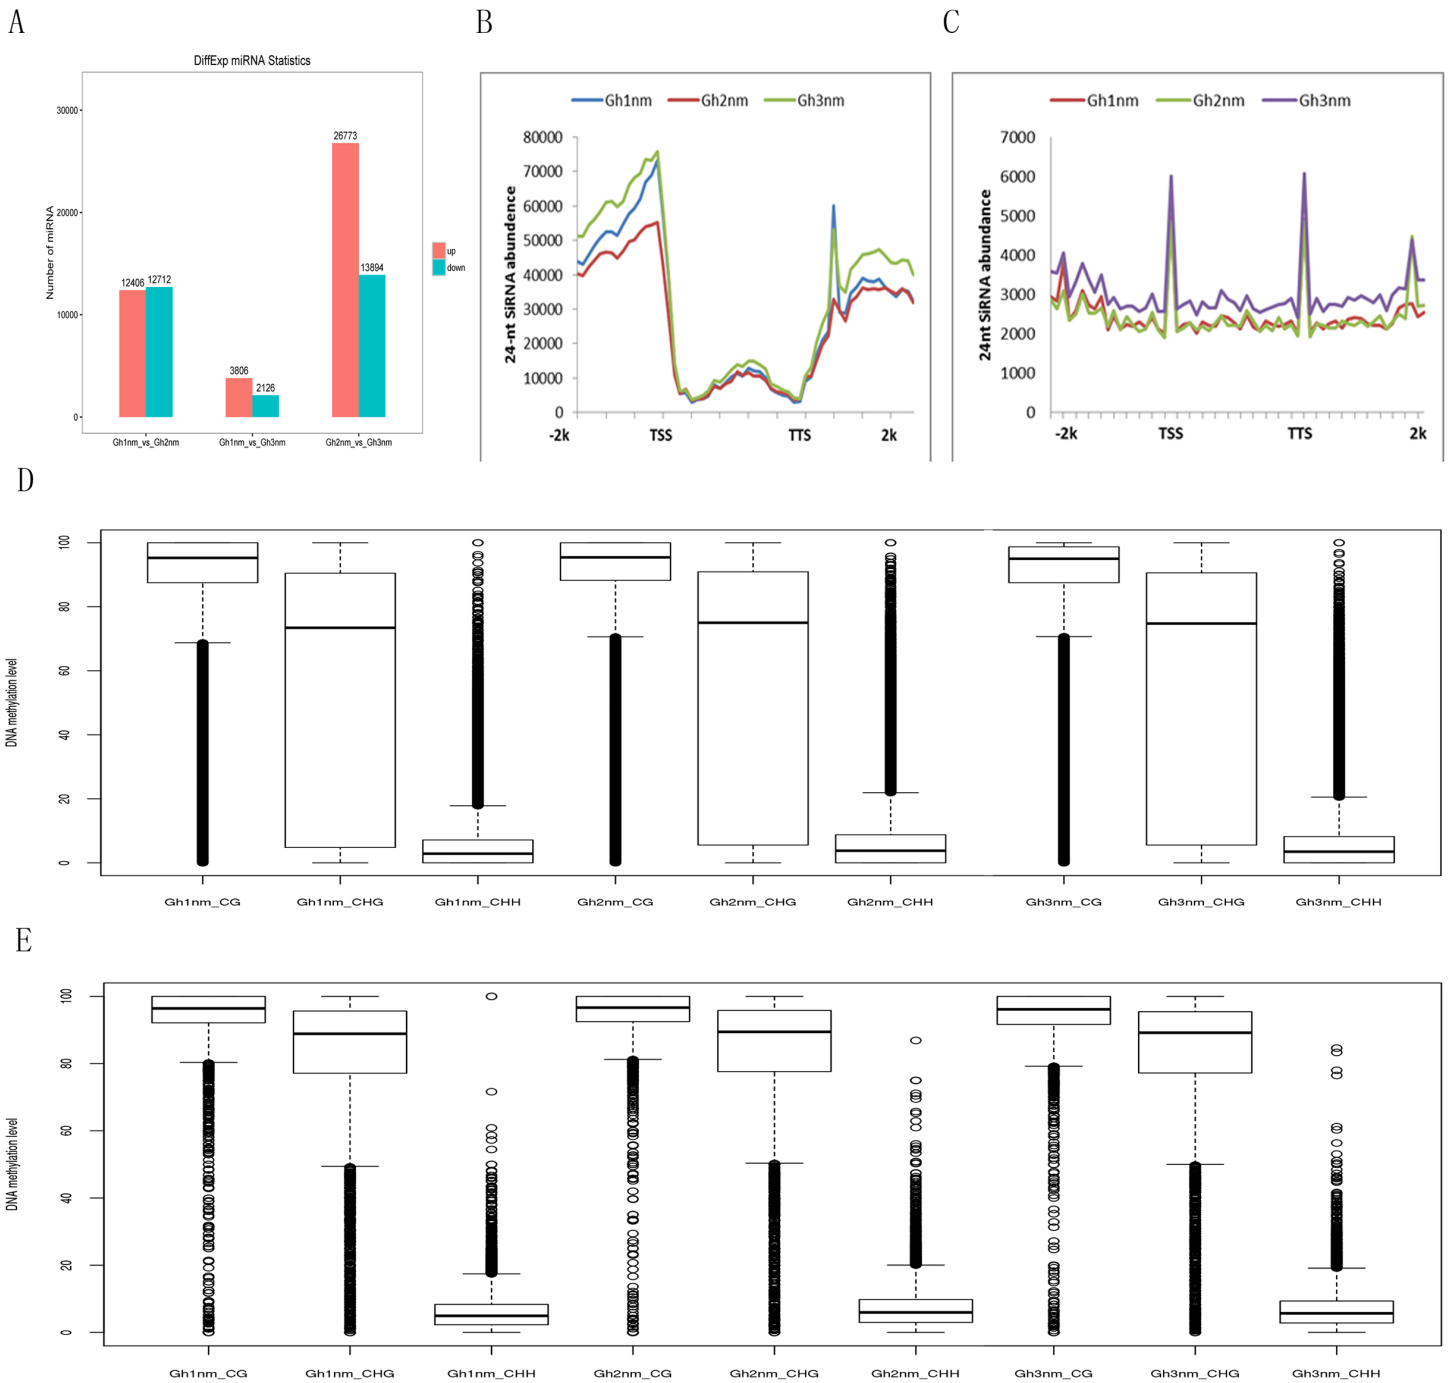 A
DiffExp miRNA Statistics
Number of miRNA
30000
20000
10000
0
12406
12712
3806
2126
26773
13894
up
down
Gh1nm_vs_Gh2nm
Gh1nm_vs_Gh3nm
Gh2nm_vs_Gh3nm
B
Gh1nm
Gh2nm
Gh3nm
24-nt SiRNA abundence
80000
70000
60000
50000
40000
30000
20000
10000
0
-2k
TSS
TTS
2k
C
Gh1nm
Gh2nm
Gh3nm
24nt SiRNA abundance
7000
6000
5000
4000
3000
2000
1000
0
-2k
TSS
TTS
2k
D
DNA methylation level
100
80
60
40
20
0
Gh1nm_CG
Gh1nm_CHG
Gh1nm_CHH
Gh2nm_CG
Gh2nm_CHG
Gh2nm_CHH
Gh3nm_CG
Gh3nm_CHG
Gh3nm_CHH
E
DNA methylation level
100
80
60
40
20
0
Gh1nm_CG
Gh1nm_CHG
Gh1nm_CHH
Gh2nm_CG
Gh2nm_CHG
Gh2nm_CHH
Gh3nm_CG
Gh3nm_CHG
Gh3nm_CHH